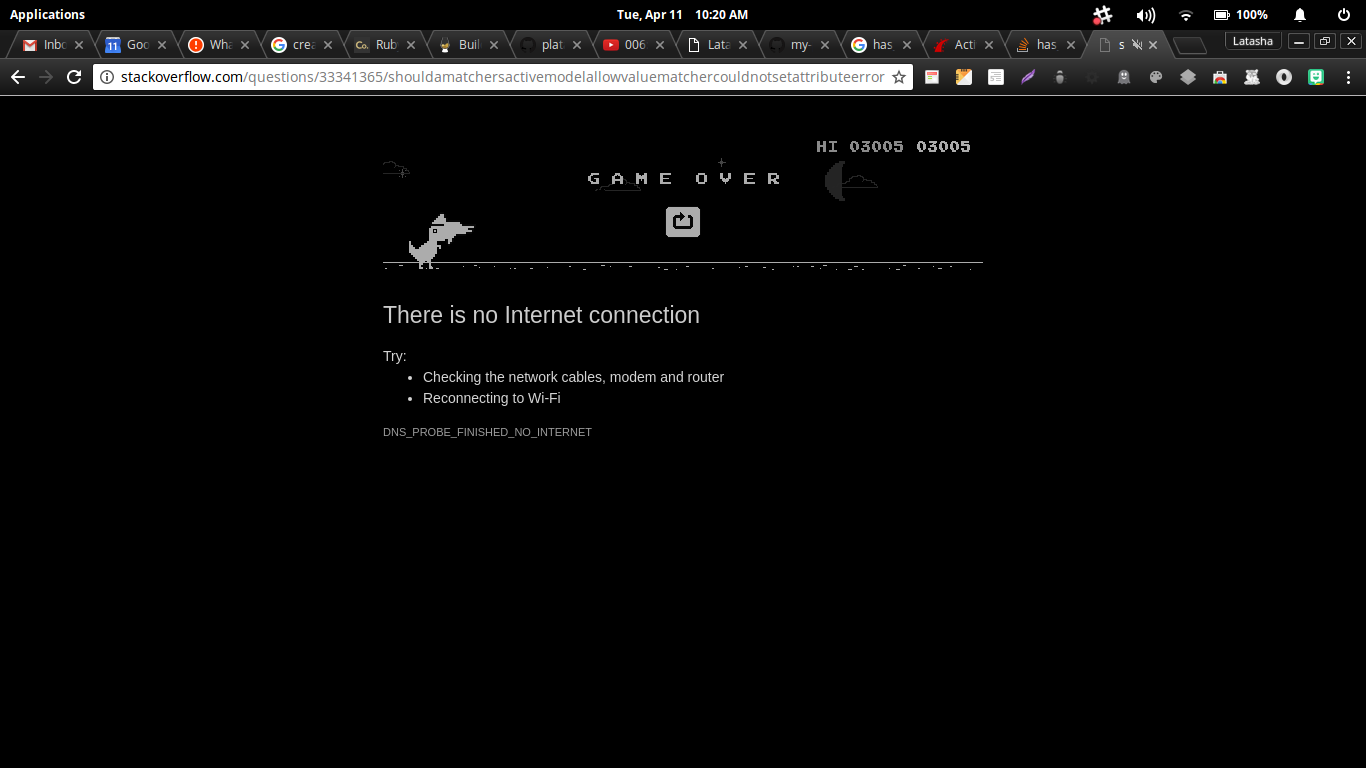 Applications
Tue, Apr 11 10:20 AM
100%
Inbo
Goo
Wha
crea
Rub
Buil
plat
006
Lata
my-
has
Acti
has
s
Latasha
stackoverflow.com/questions/33341365/shouldamatchersactivemodelallowvaluematchercouldnotsetattributeerror
HI 03005 03005
GAME OVER
There is no Internet connection
Try:
• Checking the network cables, modem and router
• Reconnecting to Wi-Fi
DNS_PROBE_FINISHED_NO_INTERNET